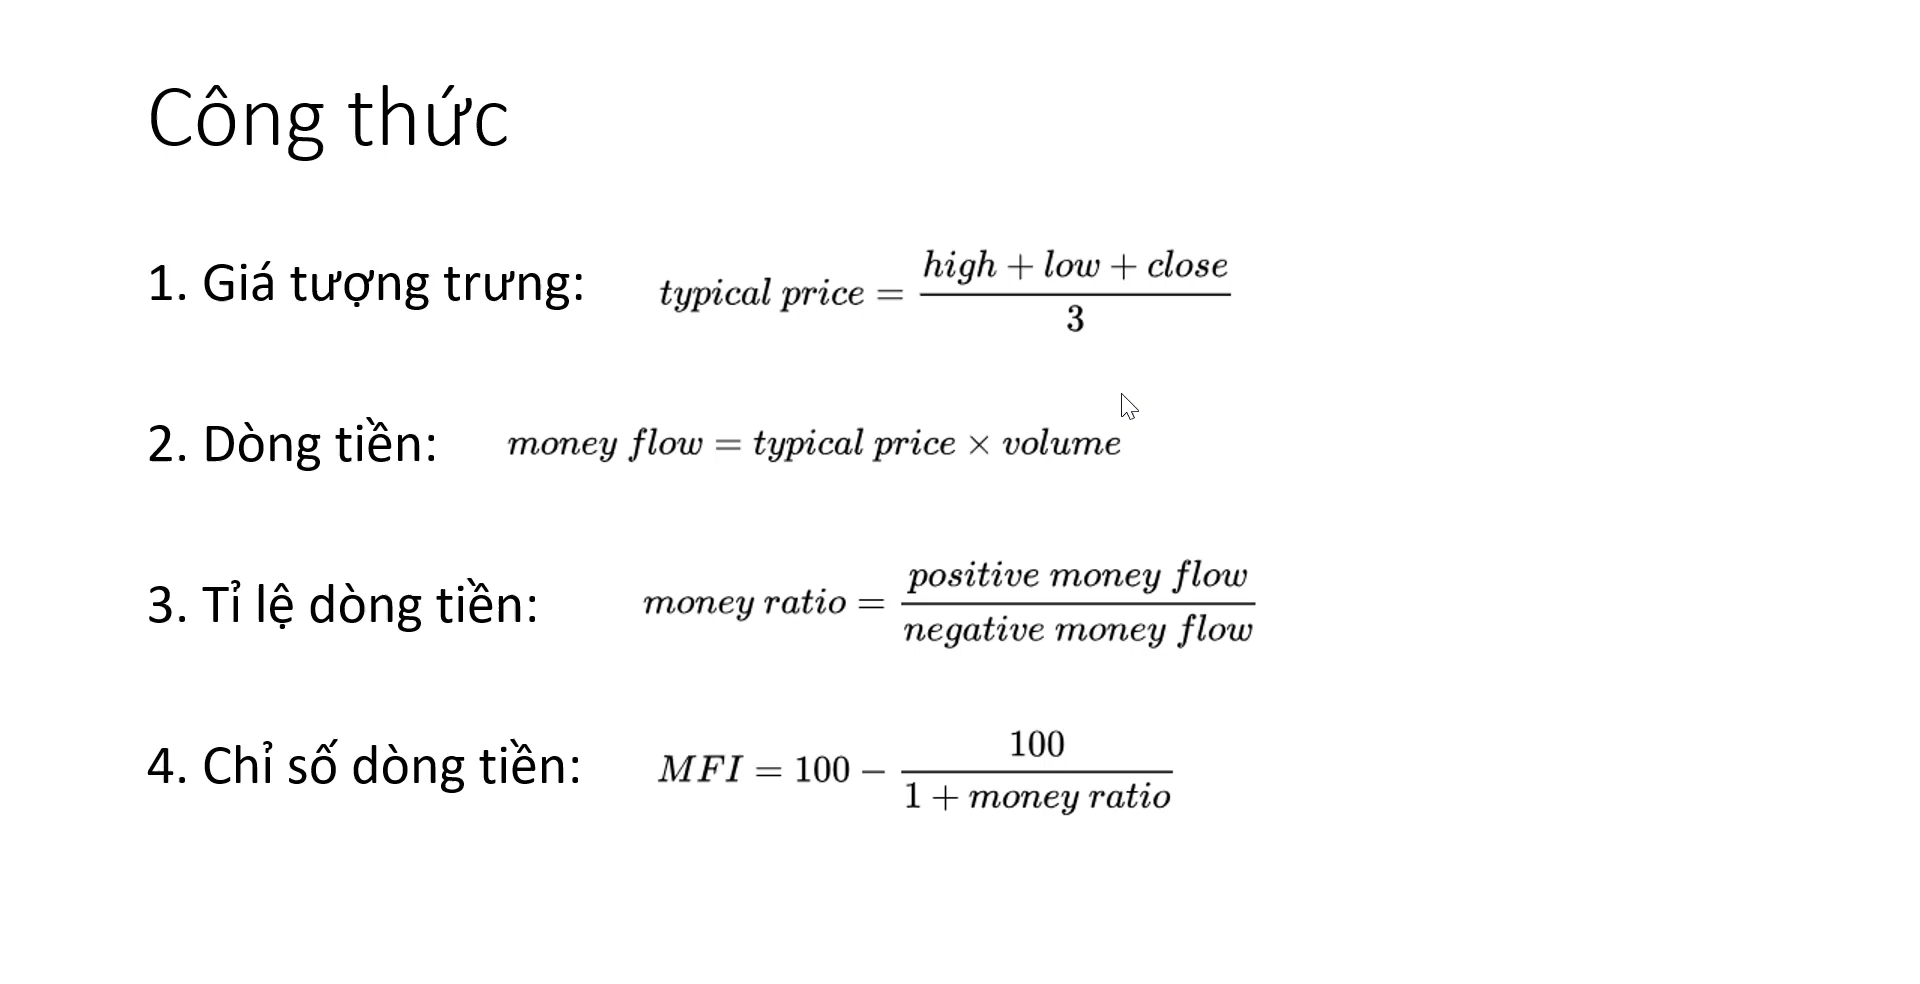 Công thức
1. Giá tượng trưng: typical price = (high + low + close) / 3
2. Dòng tiền: money flow = typical price × volume
3. Tỉ lệ dòng tiền: money ratio = positive money flow / negative money flow
4. Chỉ số dòng tiền: MFI = 100 − 100 / (1 + money ratio)